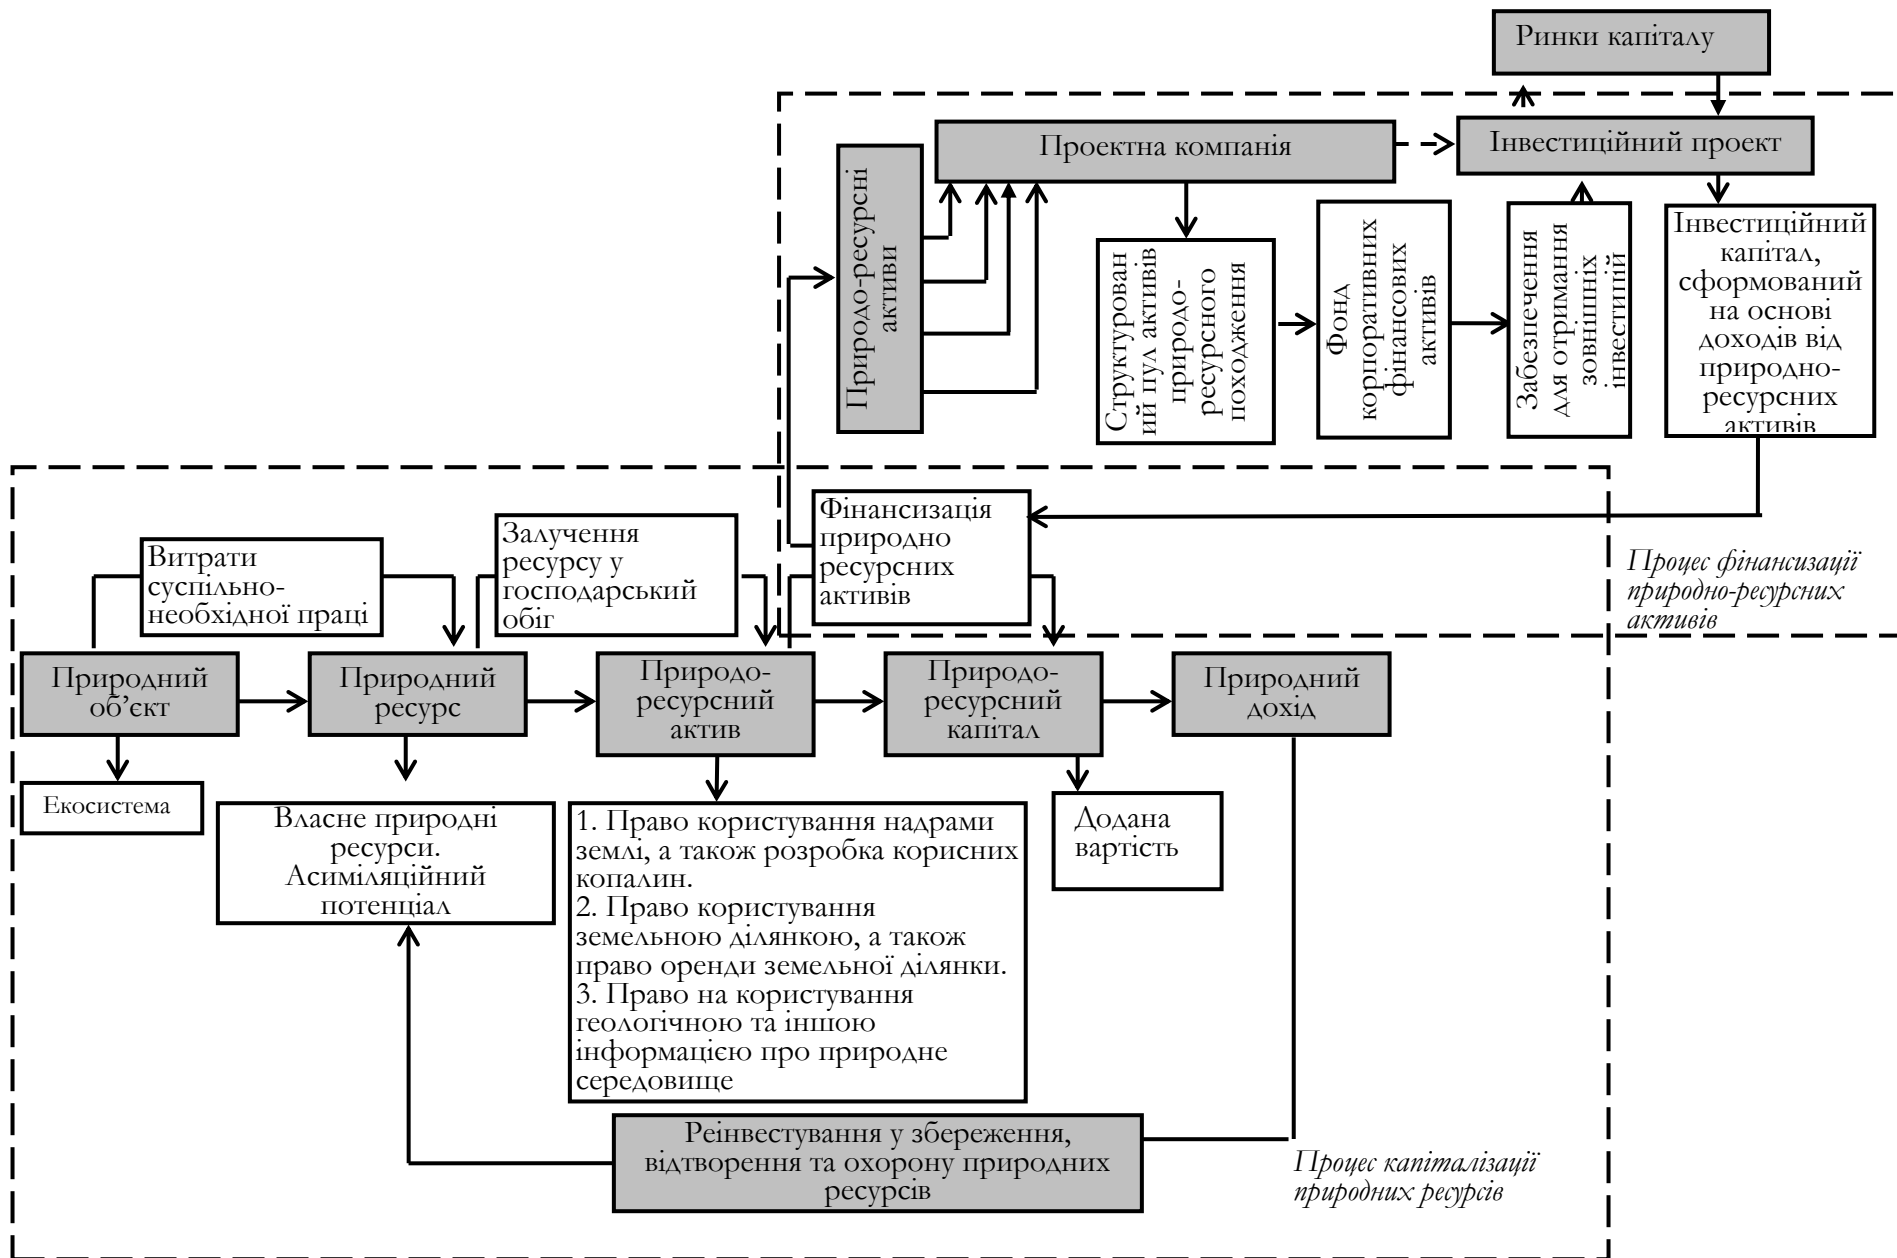 Ринки капіталу
Проектна компанія
Інвестиційний проект
Природо-ресурсні
активи
Структурован
ий пул активів
природо-
ресурсного
походження
Фонд
корпоративних
фінансових
активів
Забезпечення
для отримання
зовніпніх
інвестицій
Інвестиційний
капітал,
сформований
на основі
доходів від
природно-
ресурсних
активів
Фінансизація
природно
ресурсних
активів
Процес фінансизації
природно-ресурсних
активів
Витрати
суспільно-
необхідної праці
Залучення
ресурсу у
господарський
обіг
Природний
об’єкт
Природний
ресурс
Природо-
ресурсний
актив
Природо-
ресурсний
капітал
Природний
дохід
Екосистема
Власне природні
ресурси.
Асиміляційний
потенціал
1. Право користування надрами
землі, а також розробка корисних
копалин.
2. Право користування
земельною ділянкою, а також
право оренди земельної ділянки.
3. Право на користування
геологічною та іншою
інформацією про природне
середовище
Додана
вартість
Реінвестування у збереження,
відтворення та охорону природних
ресурсів
Процес капіталізації
природних ресурсів